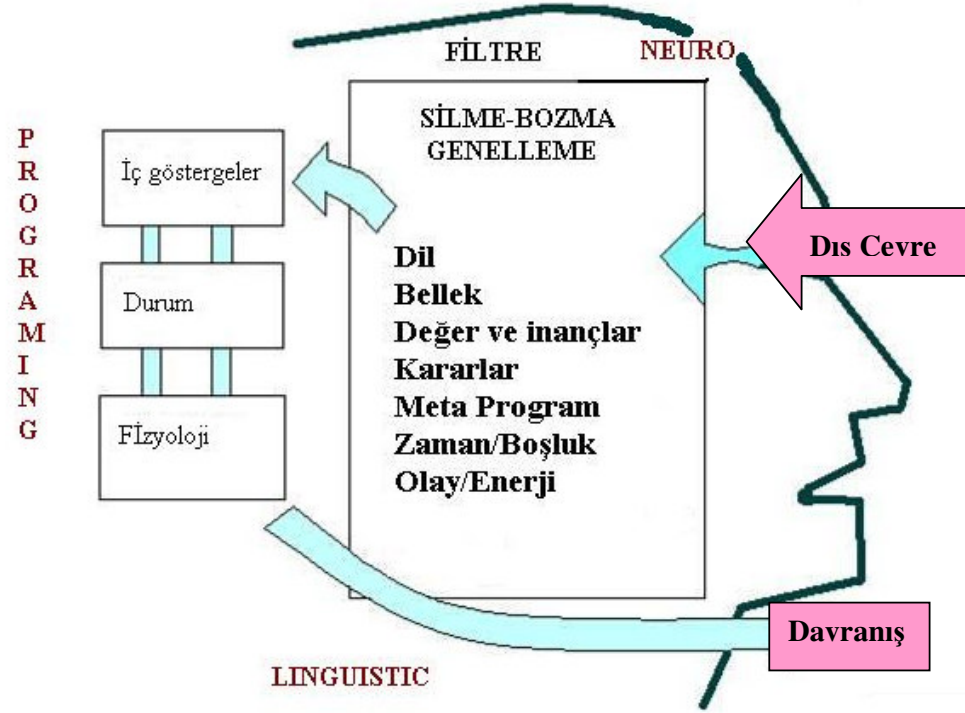 FİLTRE
NEURO
PROGRAMING
SİLME-BOZMA
GENELLEME
İç göstergeler
Dıs Cevre
Dil
Bellek
Değer ve inançlar
Durum
Kararlar
Meta Program
Fİzyoloji
Zaman/Boşluk
Olay/Enerji
Davranış
LINGUISTIC